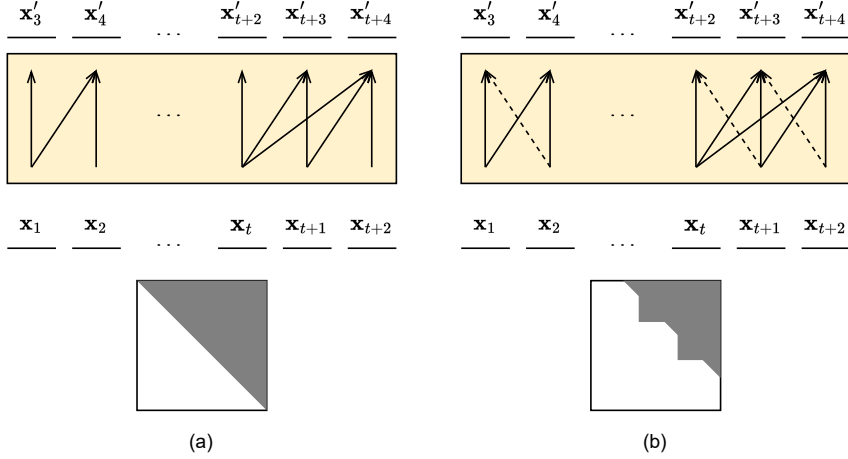 x′₃ x′₄ ... x′ₜ₊₂ x′ₜ₊₃ x′ₜ₊₄
...
x₁ x₂ ... xₜ xₜ₊₁ xₜ₊₂
(a)
x′₃ x′₄ ... x′ₜ₊₂ x′ₜ₊₃ x′ₜ₊₄
...
x₁ x₂ ... xₜ xₜ₊₁ xₜ₊₂
(b)